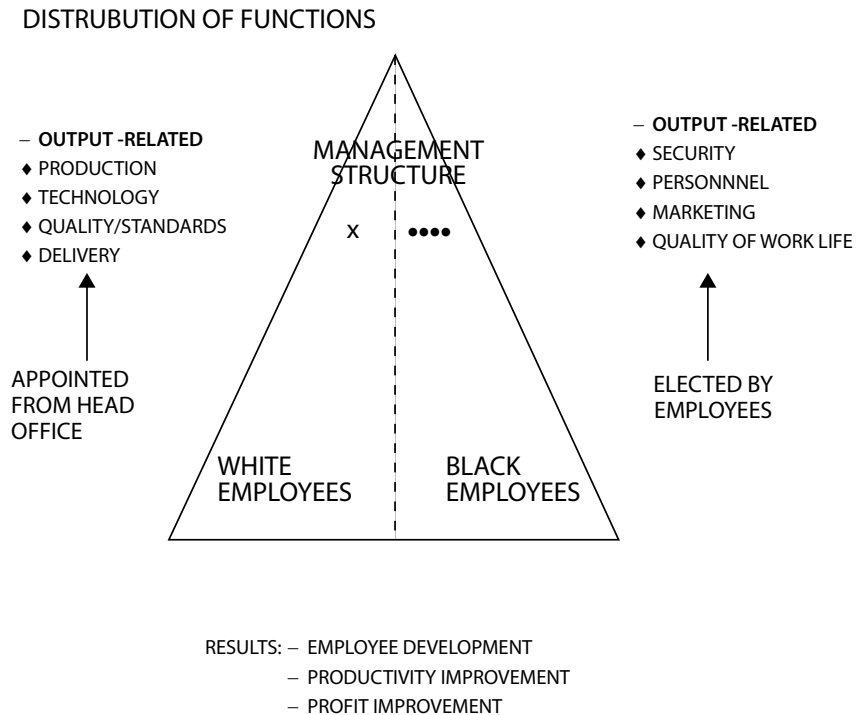 DISTRUBUTION OF FUNCTIONS
– OUTPUT -RELATED
♦ PRODUCTION
♦ TECHNOLOGY
♦ QUALITY/STANDARDS
♦ DELIVERY
APPOINTED
FROM HEAD
OFFICE
MANAGEMENT
STRUCTURE
x ●●●●
WHITE
EMPLOYEES
BLACK
EMPLOYEES
– OUTPUT -RELATED
♦ SECURITY
♦ PERSONNNEL
♦ MARKETING
♦ QUALITY OF WORK LIFE
ELECTED BY
EMPLOYEES
RESULTS: – EMPLOYEE DEVELOPMENT
– PRODUCTIVITY IMPROVEMENT
– PROFIT IMPROVEMENT